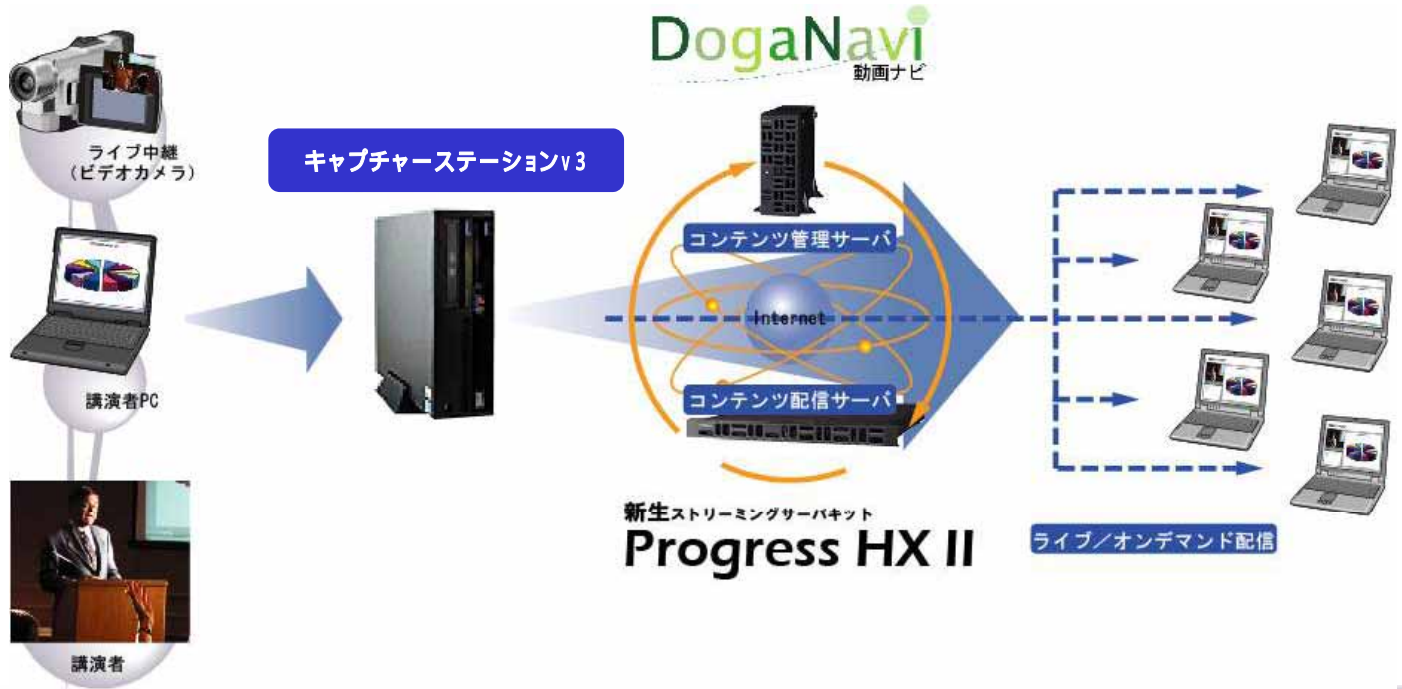 DogaNavi
動画ナビ
ライブ中継
(ビデオカメラ)
キャプチャーステーションv3
コンテンツ管理サーバ
Internet
コンテンツ配信サーバ
講演者PC
新生ストリーミングサーバキット
Progress HX II
ライブ/オンデマンド配信
講演者